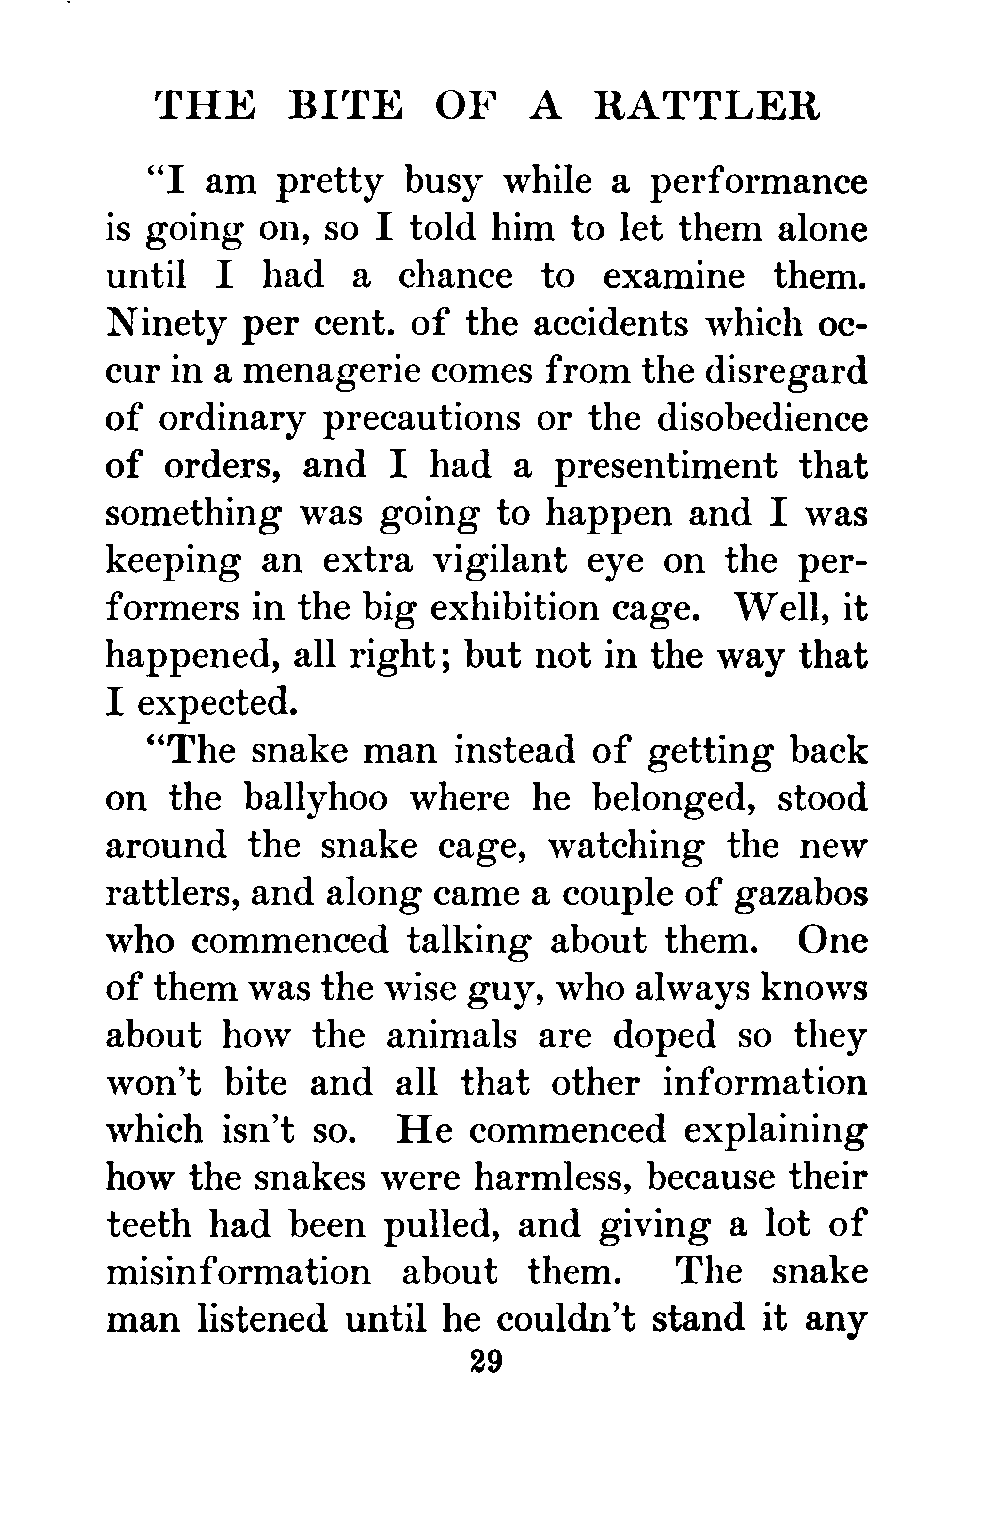 THE BITE OF A RATTLER
“I am pretty busy while a performance
is going on, so I told him to let them alone
until I had a chance to examine them.
Ninety per cent. of the accidents which oc-
cur in a menagerie comes from the disregard
of ordinary precautions or the disobedience
of orders, and I had a presentiment that
something was going to happen and I was
keeping an extra vigilant eye on the per-
formers in the big exhibition cage. Well, it
happened, all right; but not in the way that
I expected.
“The snake man instead of getting back
on the ballyhoo where he belonged, stood
around the snake cage, watching the new
rattlers, and along came a couple of gazabos
who commenced talking about them. One
of them was the wise guy, who always knows
about how the animals are doped so they
won’t bite and all that other information
which isn’t so. He commenced explaining
how the snakes were harmless, because their
teeth had been pulled, and giving a lot of
misinformation about them. The snake
man listened until he couldn’t stand it any
29